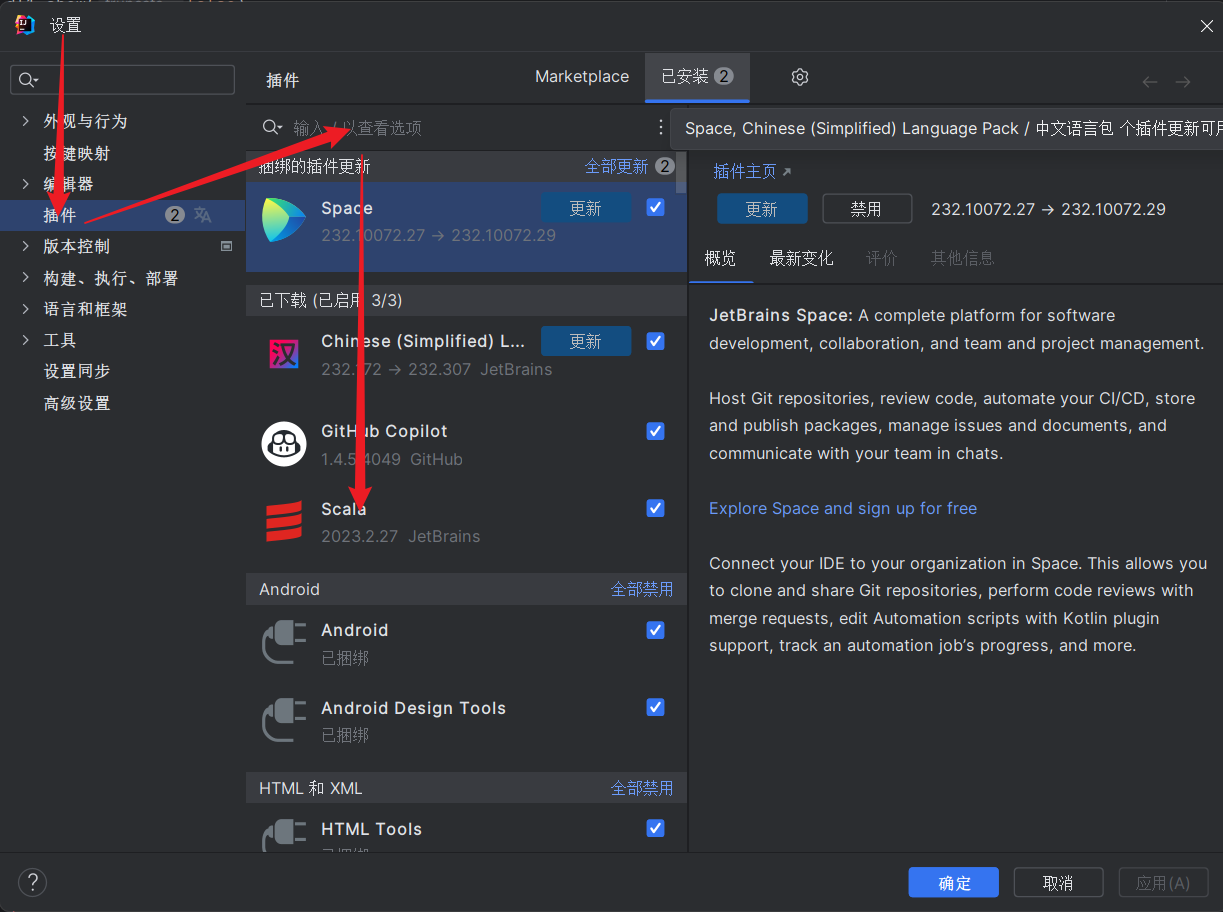 设置
插件
Marketplace
已安装 2
外观与行为
按键映射
编辑器
插件 2
版本控制
构建、执行、部署
语言和框架
工具
设置同步
高级设置
输入 / 以查看选项
捆绑的插件更新 全部更新 2
Space 更新
232.10072.27 → 232.10072.29
已下载 (已启用 3/3)
汉
Chinese (Simplified) L... 更新
232.172 → 232.307 JetBrains
GitHub Copilot
1.4.5.4049 GitHub
Scala
2023.2.27 JetBrains
Android 全部禁用
Android
已捆绑
Android Design Tools
已捆绑
HTML 和 XML 全部禁用
HTML Tools
已捆绑
Space, Chinese (Simplified) Language Pack / 中文语言包 个插件更新可用
插件主页
更新 禁用 232.10072.27 → 232.10072.29
概览 最新变化 评价 其他信息
JetBrains Space: A complete platform for software
development, collaboration, and team and project management.
Host Git repositories, review code, automate your CI/CD, store
and publish packages, manage issues and documents, and
communicate with your team in chats.
Explore Space and sign up for free
Connect your IDE to your organization in Space. This allows you
to clone and share Git repositories, perform code reviews with
merge requests, edit Automation scripts with Kotlin plugin
support, track an automation job's progress, and more.
?
确定 取消 应用(A)